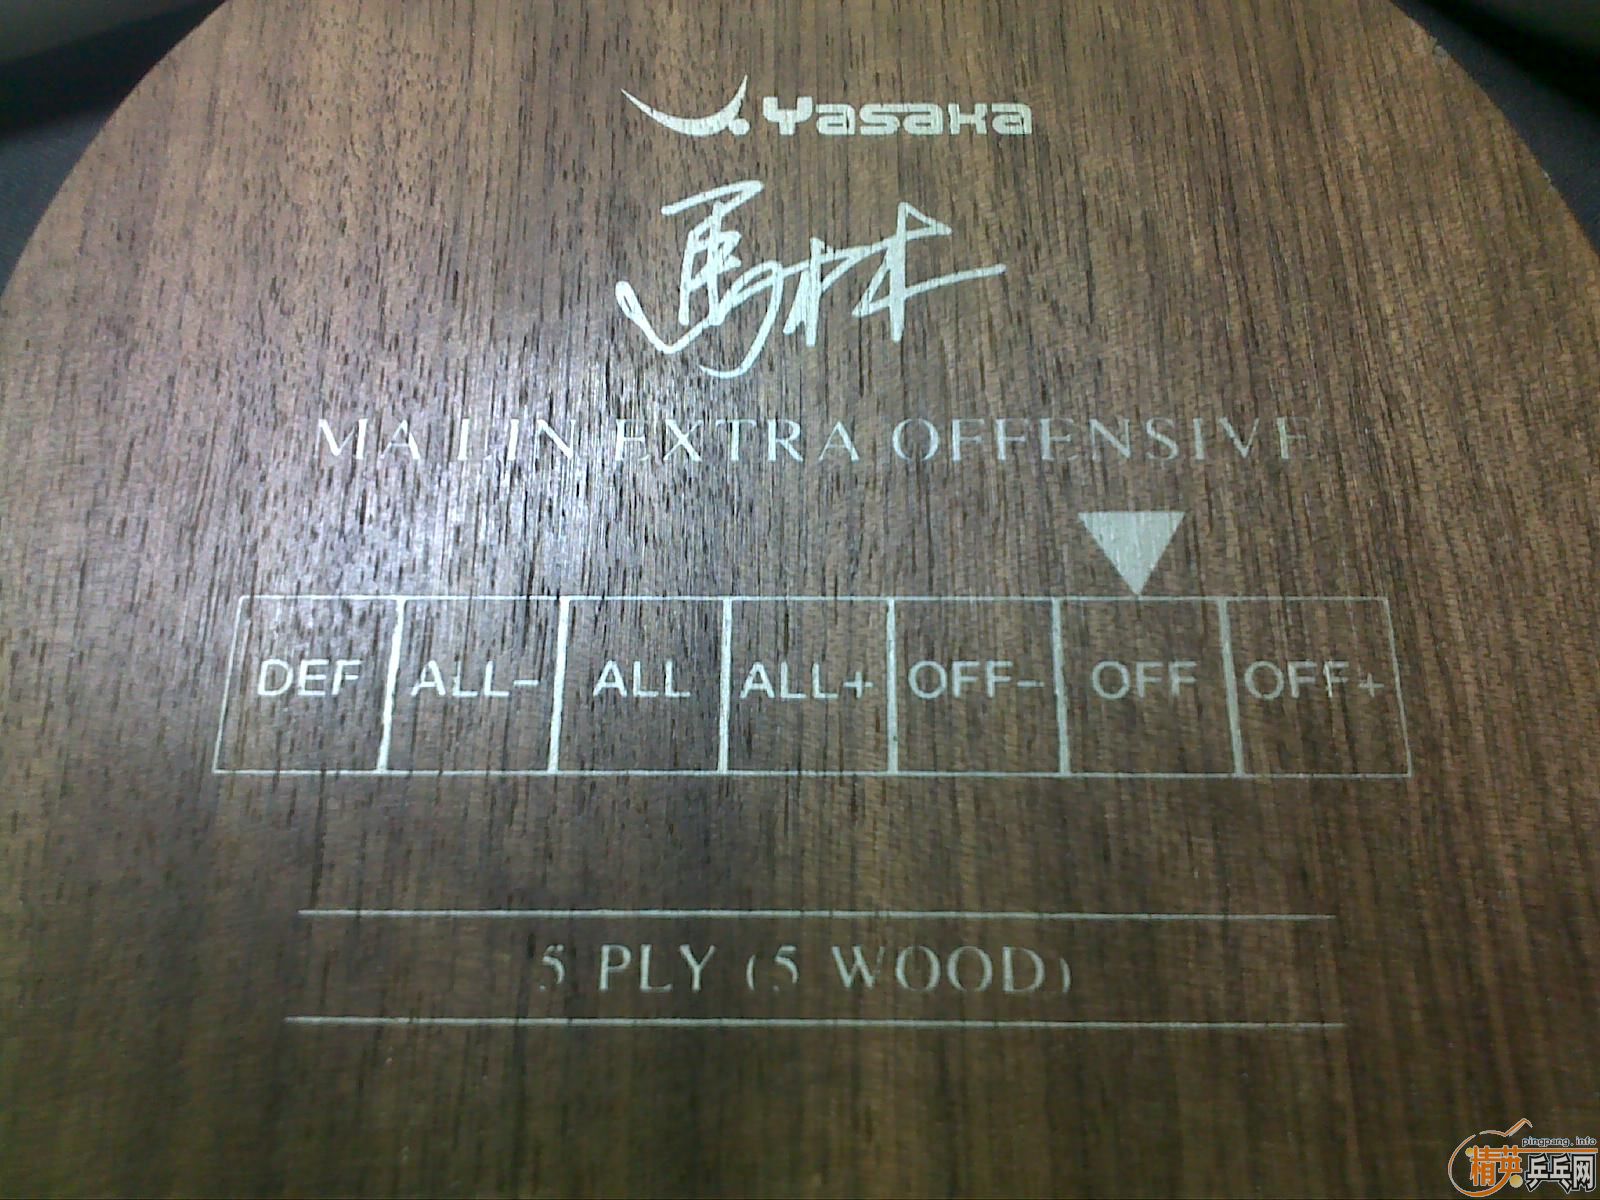 Yasaka
馬林
MA LIN EXTRA OFFENSIVE
DEF ALL- ALL ALL+ OFF- OFF OFF+
5 PLY (5 WOOD)
pingpang.info
精英乒乓网